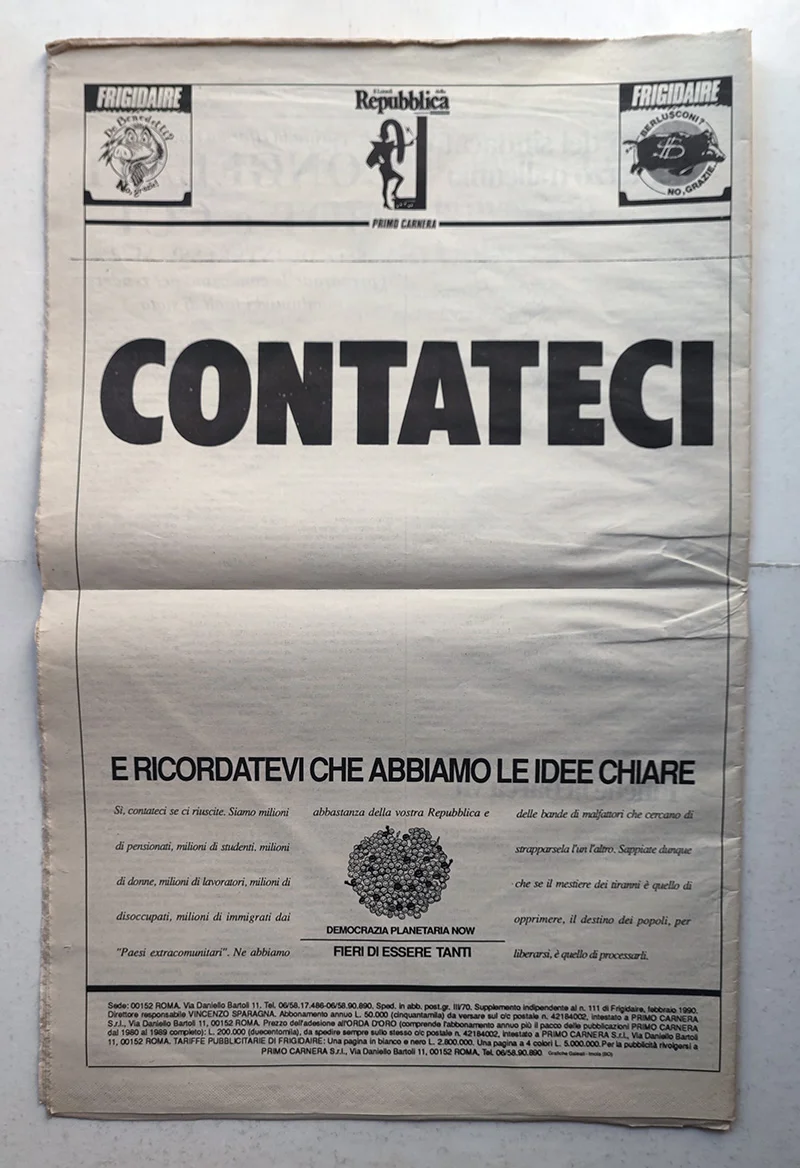 FRIGIDAIRE
De Benedetti?
No, grazie!
Il Lunedì della
Repubblica
PRIMO CARNERA
FRIGIDAIRE
BERLUSCONI?
NO, GRAZIE.
CONTATECI
E RICORDATEVI CHE ABBIAMO LE IDEE CHIARE
Sì, contateci se ci riuscite. Siamo milioni
di pensionati, milioni di studenti, milioni
di donne, milioni di lavoratori, milioni di
disoccupati, milioni di immigrati dai
"Paesi extracomunitari". Ne abbiamo
abbastanza della vostra Repubblica e
DEMOCRAZIA PLANETARIA NOW
FIERI DI ESSERE TANTI
delle bande di malfattori che cercano di
strapparsela l'un l'altro. Sappiate dunque
che se il mestiere dei tiranni è quello di
opprimere, il destino dei popoli, per
liberarsi, è quello di processarli.
Sede: 00152 ROMA. Via Daniello Bartoli 11. Tel. 06/58.17.486-06/58.90.890. Sped. in abb. post.gr. III/70. Supplemento indipendente al n. 111 di Frigidaire, febbraio 1990.
Direttore responsabile VINCENZO SPARAGNA. Abbonamento annuo L. 50.000 (cinquantamila) da versare sul c/c postale n. 42184002, intestato a PRIMO CARNERA
S.r.l., Via Daniello Bartoli 11, 00152 ROMA. Prezzo dell'adesione all'ORDA D'ORO (comprende l'abbonamento annuo più il pacco delle pubblicazioni PRIMO CARNERA
dal 1980 al 1989 completo): L. 200.000 (duecentomila), da spedire sempre sullo stesso c/c postale n. 42184002, intestato a PRIMO CARNERA S.r.l., Via Daniello Bartoli
11, 00152 ROMA. TARIFFE PUBBLICITARIE DI FRIGIDAIRE: Una pagina in bianco e nero L. 2.800.000. Una pagina a 4 colori L. 5.000.000. Per la pubblicità rivolgersi a
PRIMO CARNERA S.r.l., Via Daniello Bartoli 11, 00152 ROMA, Tel. 06/58.90.890. Grafiche Galeati - Imola (BO)